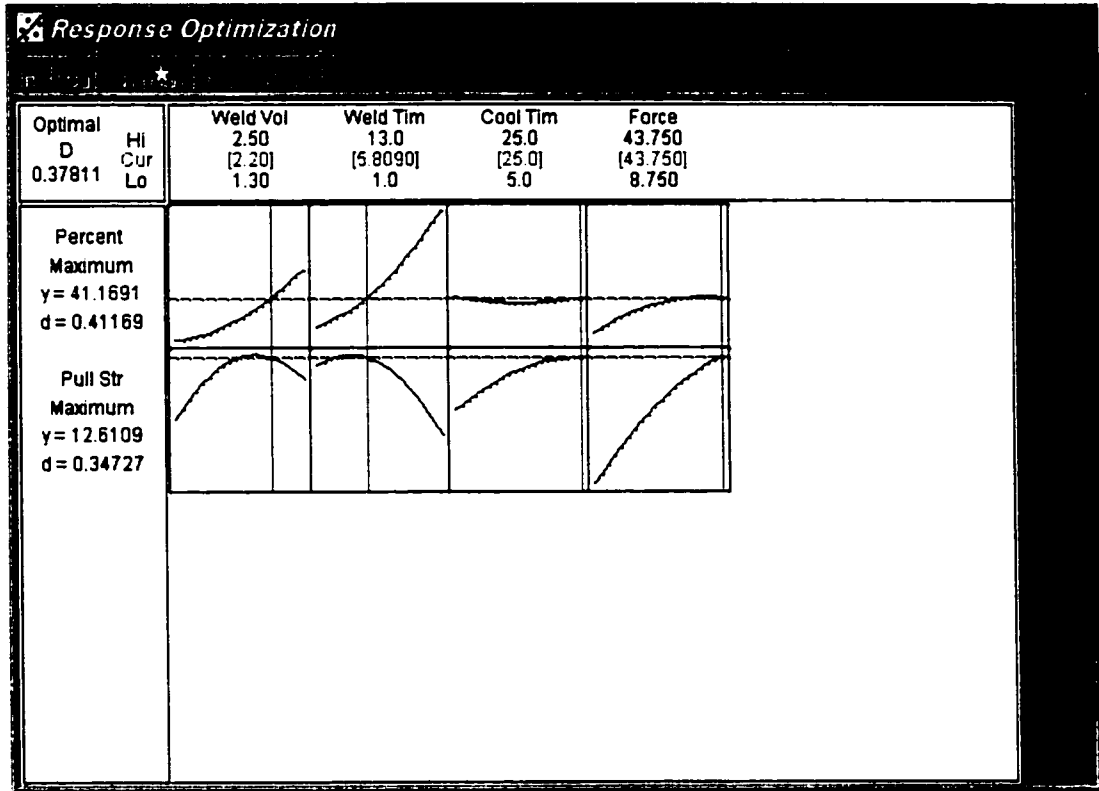 Response Optimization
Optimal
D
0.37811
Hi
Cur
Lo
Weld Vol
2.50
[2.20]
1.30
Weld Tim
13.0
[5.8090]
1.0
Cool Tim
25.0
[25.0]
5.0
Force
43.750
[43.750]
8.750
Percent
Maximum
y = 41.1691
d = 0.41169
Pull Str
Maximum
y = 12.6109
d = 0.34727